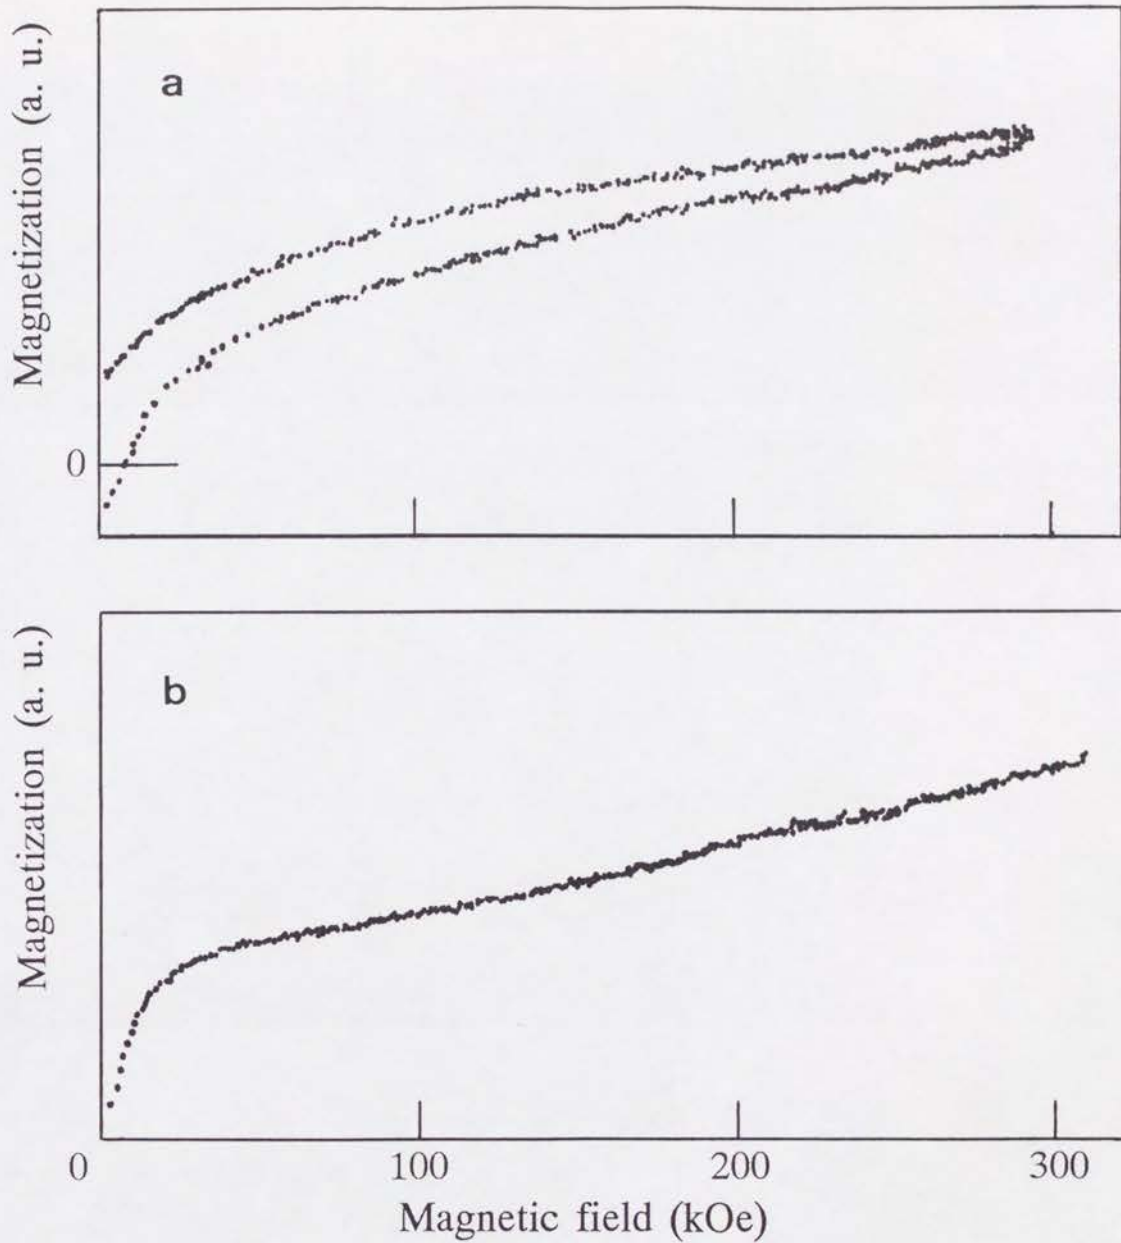 Magnetization (a. u.)
a
0
Magnetization (a. u.)
b
0 100 200 300
Magnetic field (kOe)